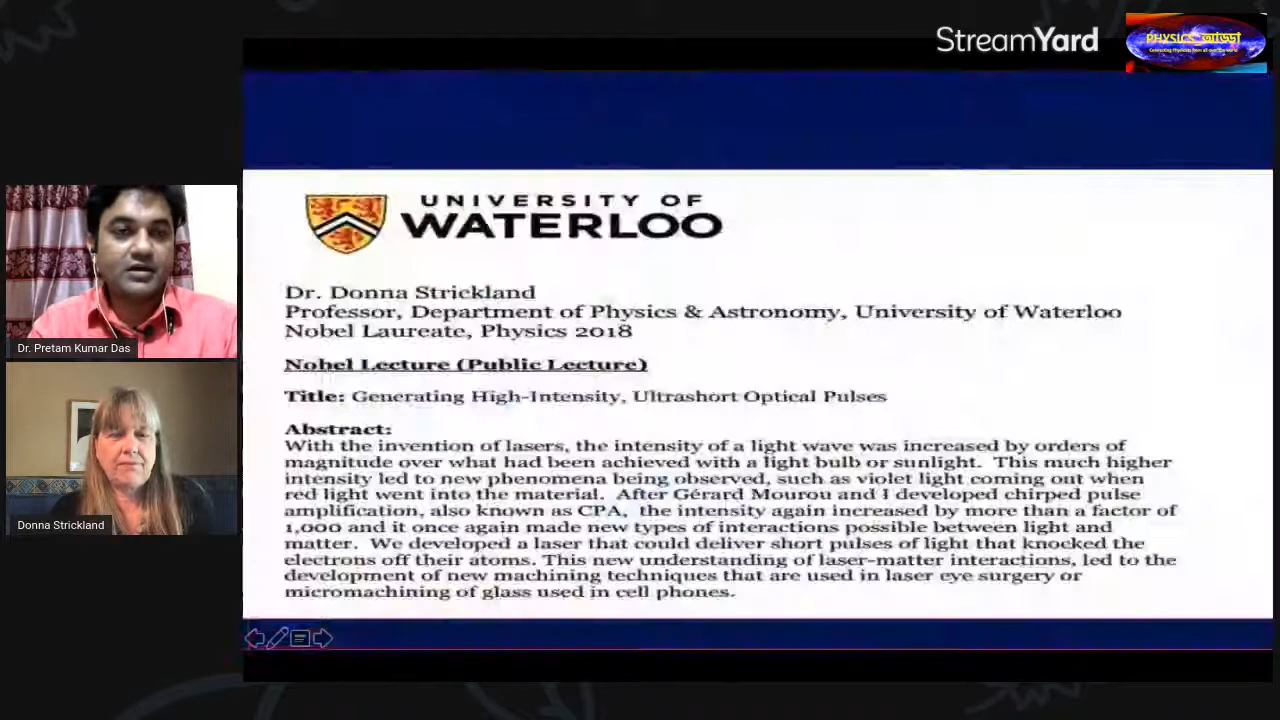 StreamYard
PHYSICS_আড্ডা
Connecting Physicists from all over the world
UNIVERSITY OF
WATERLOO
Dr. Donna Strickland
Professor, Department of Physics & Astronomy, University of Waterloo
Nobel Laureate, Physics 2018
Nobel Lecture (Public Lecture)
Title: Generating High-Intensity, Ultrashort Optical Pulses
Abstract:
With the invention of lasers, the intensity of a light wave was increased by orders of
magnitude over what had been achieved with a light bulb or sunlight. This much higher
intensity led to new phenomena being observed, such as violet light coming out when
red light went into the material. After Gérard Mourou and I developed chirped pulse
amplification, also known as CPA, the intensity again increased by more than a factor of
1,000 and it once again made new types of interactions possible between light and
matter. We developed a laser that could deliver short pulses of light that knocked the
electrons off their atoms. This new understanding of laser-matter interactions, led to the
development of new machining techniques that are used in laser eye surgery or
micromachining of glass used in cell phones.
Dr. Pretam Kumar Das
Donna Strickland